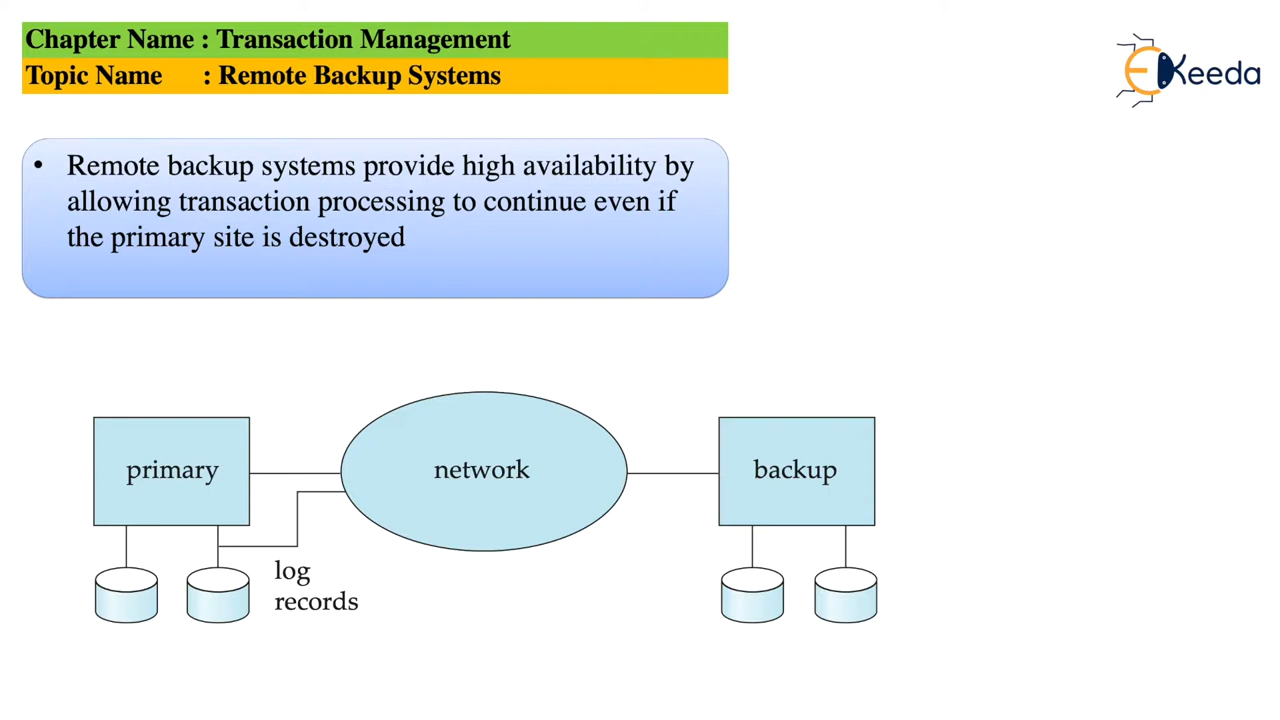 Chapter Name : Transaction Management
Topic Name : Remote Backup Systems
EKeeda
• Remote backup systems provide high availability by
allowing transaction processing to continue even if
the primary site is destroyed
primary
network
backup
log
records